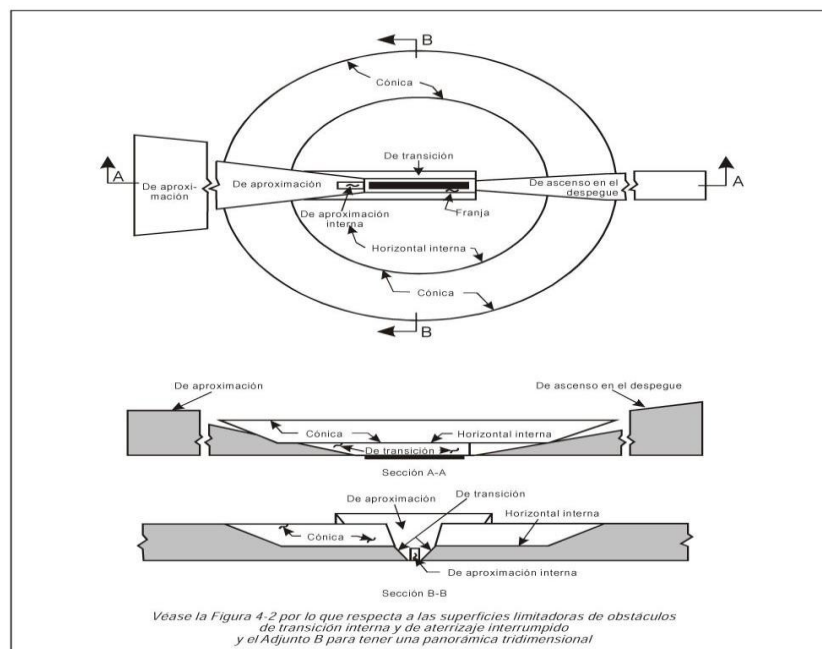 B
Cónica
De transición
A
De aproxi-
mación
De aproximación
De ascenso en el
despegue
A
De aproximación
interna
Franja
Horizontal interna
Cónica
B
De aproximación
De ascenso en el despegue
Cónica
Horizontal interna
De transición
Sección A-A
De aproximación
De transición
Horizontal interna
Cónica
De aproximación interna
Sección B-B
Véase la Figura 4-2 por lo que respecta a las superficies limitadoras de obstáculos
de transición interna y de aterrizaje interrumpido
y el Adjunto B para tener una panorámica tridimensional